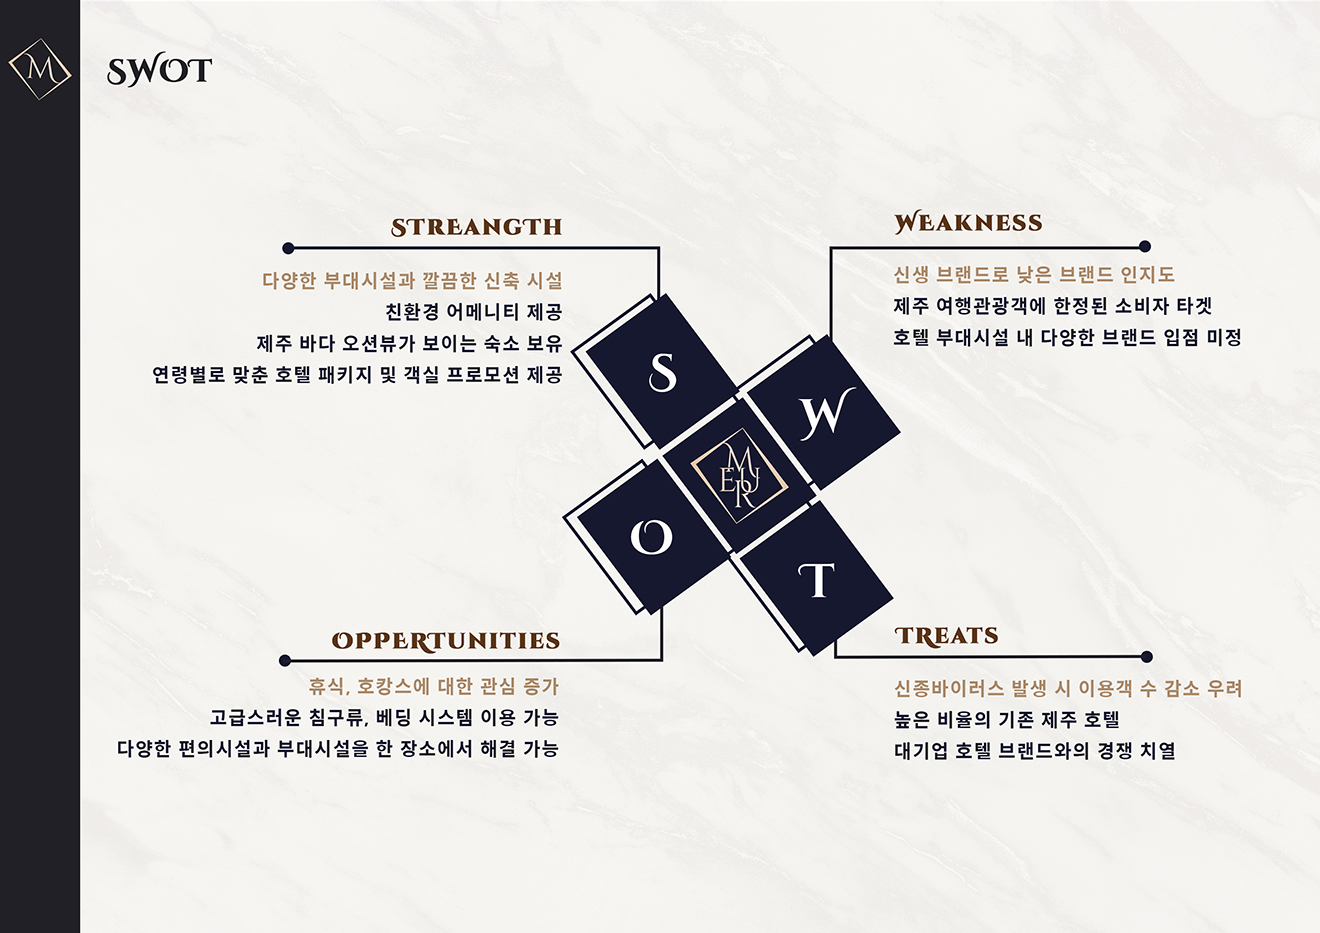 M
SWOT
STREANGTH
다양한 부대시설과 깔끔한 신축 시설
친환경 어메니티 제공
제주 바다 오션뷰가 보이는 숙소 보유
연령별로 맞춘 호텔 패키지 및 객실 프로모션 제공
WEAKNESS
신생 브랜드로 낮은 브랜드 인지도
제주 여행관광객에 한정된 소비자 타겟
호텔 부대시설 내 다양한 브랜드 입점 미정
S
W
M
EU
R
O
T
OPPERTUNITIES
휴식, 호캉스에 대한 관심 증가
고급스러운 침구류, 베딩 시스템 이용 가능
다양한 편의시설과 부대시설을 한 장소에서 해결 가능
TREATS
신종바이러스 발생 시 이용객 수 감소 우려
높은 비율의 기존 제주 호텔
대기업 호텔 브랜드와의 경쟁 치열